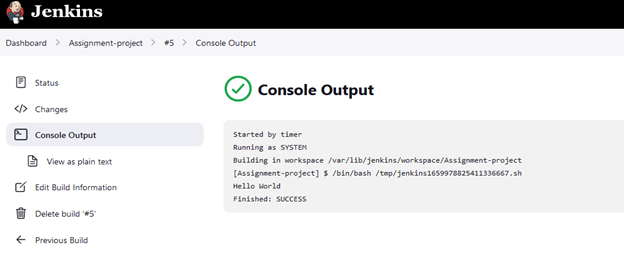 Jenkins
Dashboard > Assignment-project > #5 > Console Output
Status
Changes
Console Output
View as plain text
Edit Build Information
Delete build '#5'
Previous Build
Console Output
Started by timer
Running as SYSTEM
Building in workspace /var/lib/jenkins/workspace/Assignment-project
[Assignment-project] $ /bin/bash /tmp/jenkins1659978825411336667.sh
Hello World
Finished: SUCCESS